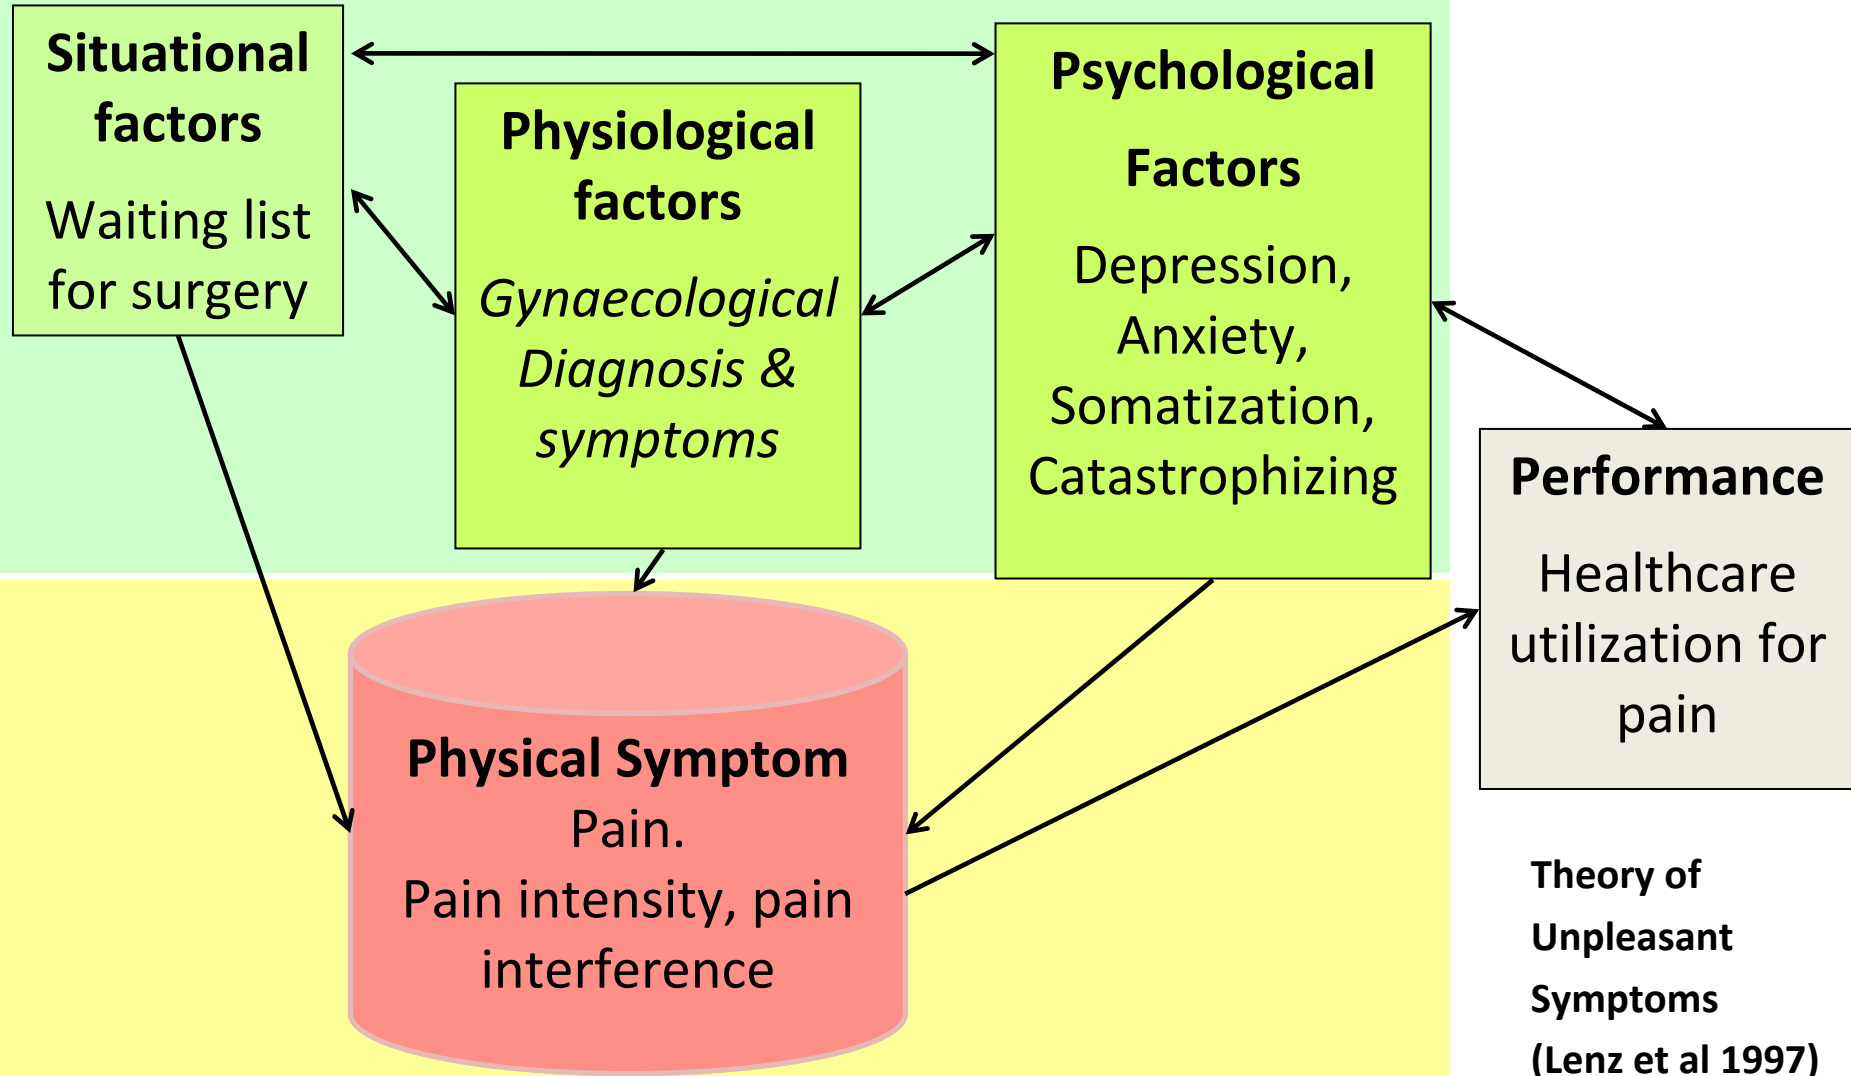 Situational
factors
Waiting list
for surgery
Physiological
factors
Gynaecological
Diagnosis &
symptoms
Psychological
Factors
Depression,
Anxiety,
Somatization,
Catastrophizing
Performance
Healthcare
utilization for
pain
Physical Symptom
Pain.
Pain intensity, pain
interference
Theory of
Unpleasant
Symptoms
(Lenz et al 1997)